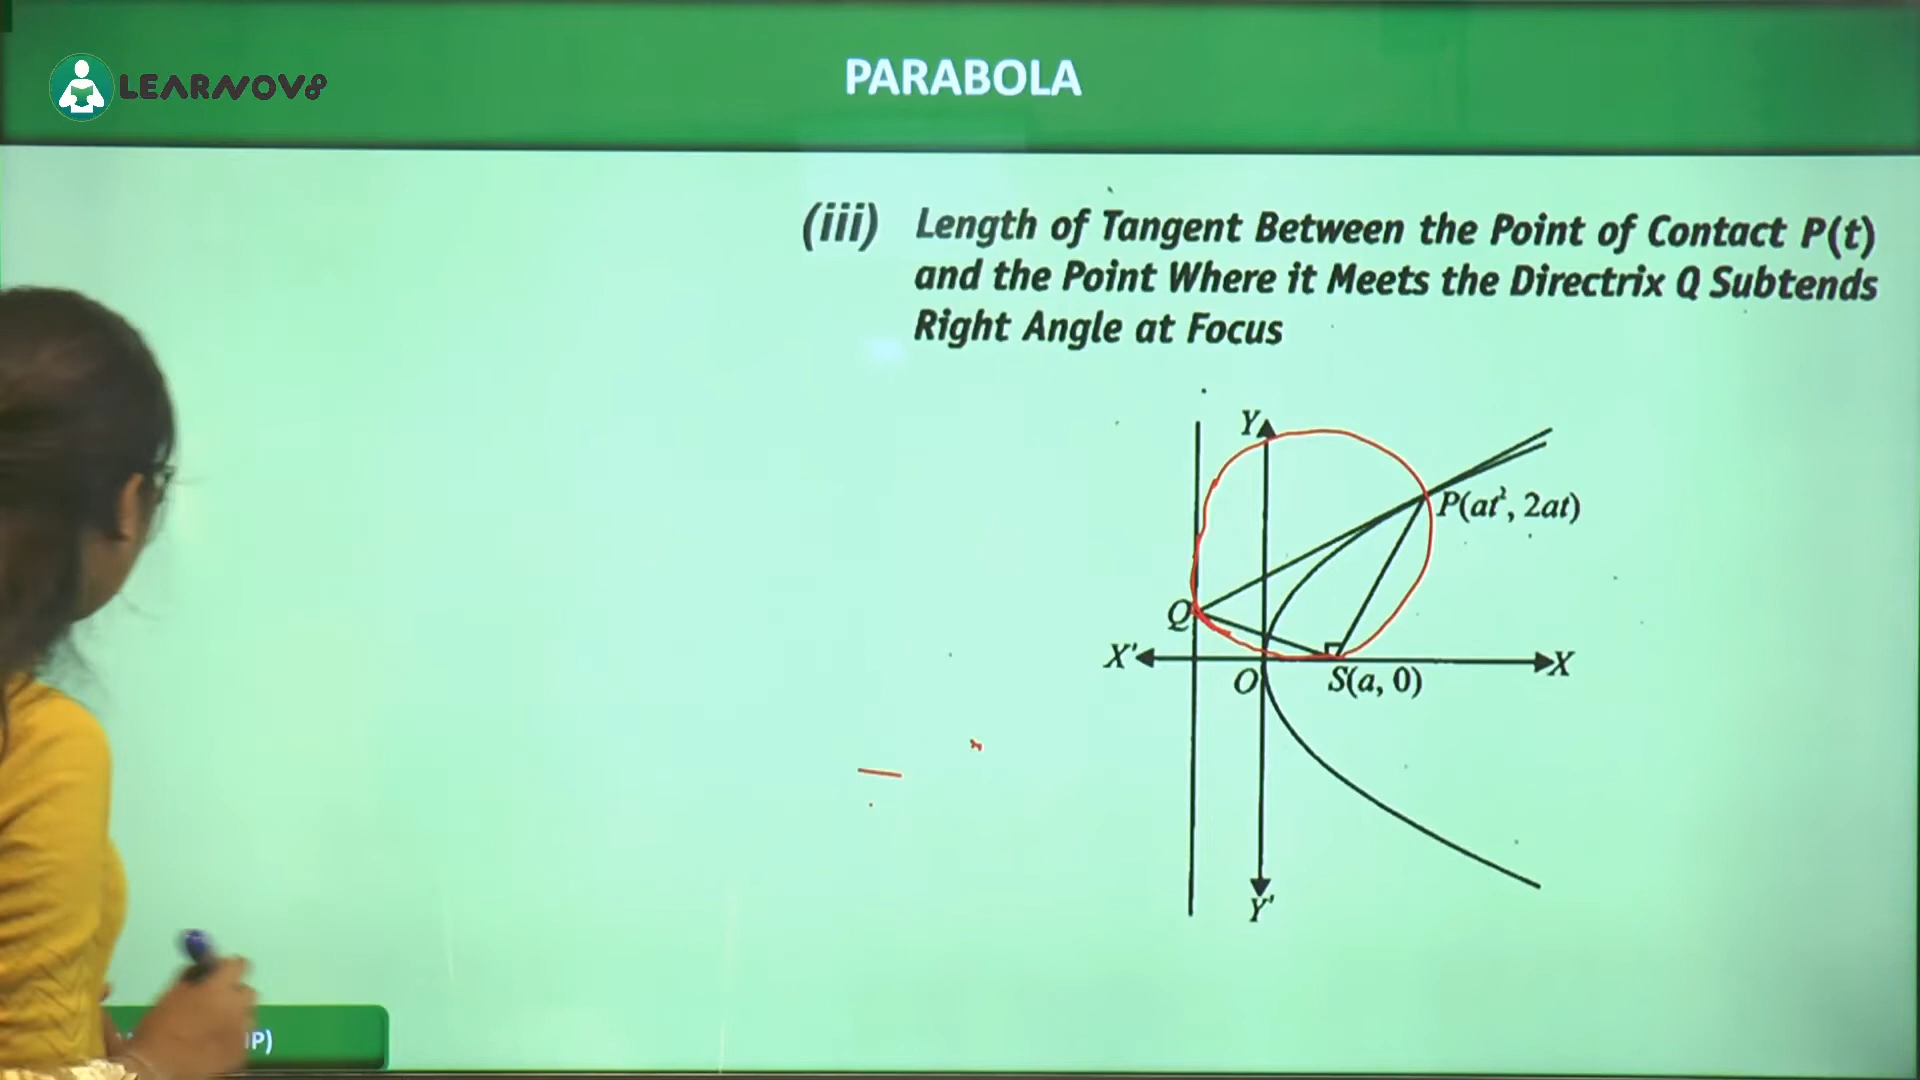 LEARNOV8
PARABOLA
(iii) Length of Tangent Between the Point of Contact P(t)
and the Point Where it Meets the Directrix Q Subtends
Right Angle at Focus
Y
P(at², 2at)
Q
X'
X
O
S(a, 0)
Y'
IP)